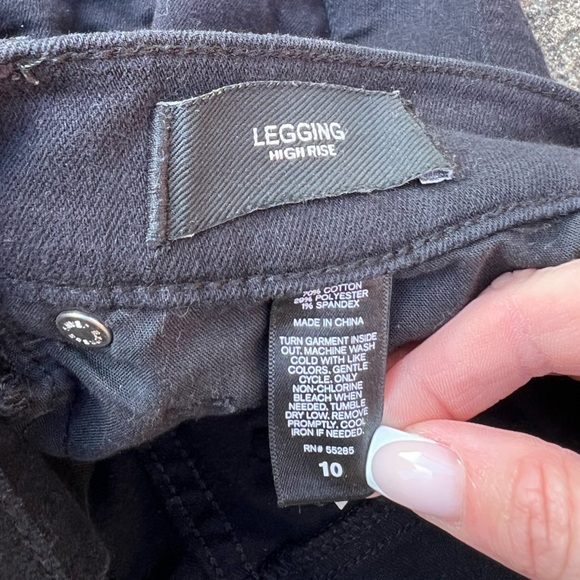 LEGGING
HIGH RISE
70% COTTON
29% POLYESTER
1% SPANDEX
MADE IN CHINA
TURN GARMENT INSIDE
OUT. MACHINE WASH
COLD WITH LIKE
COLORS. GENTLE
CYCLE. ONLY
NON-CHLORINE
BLEACH WHEN
NEEDED. TUMBLE
DRY LOW. REMOVE
PROMPTLY. COOL
IRON IF NEEDED.
RN# 55285
10